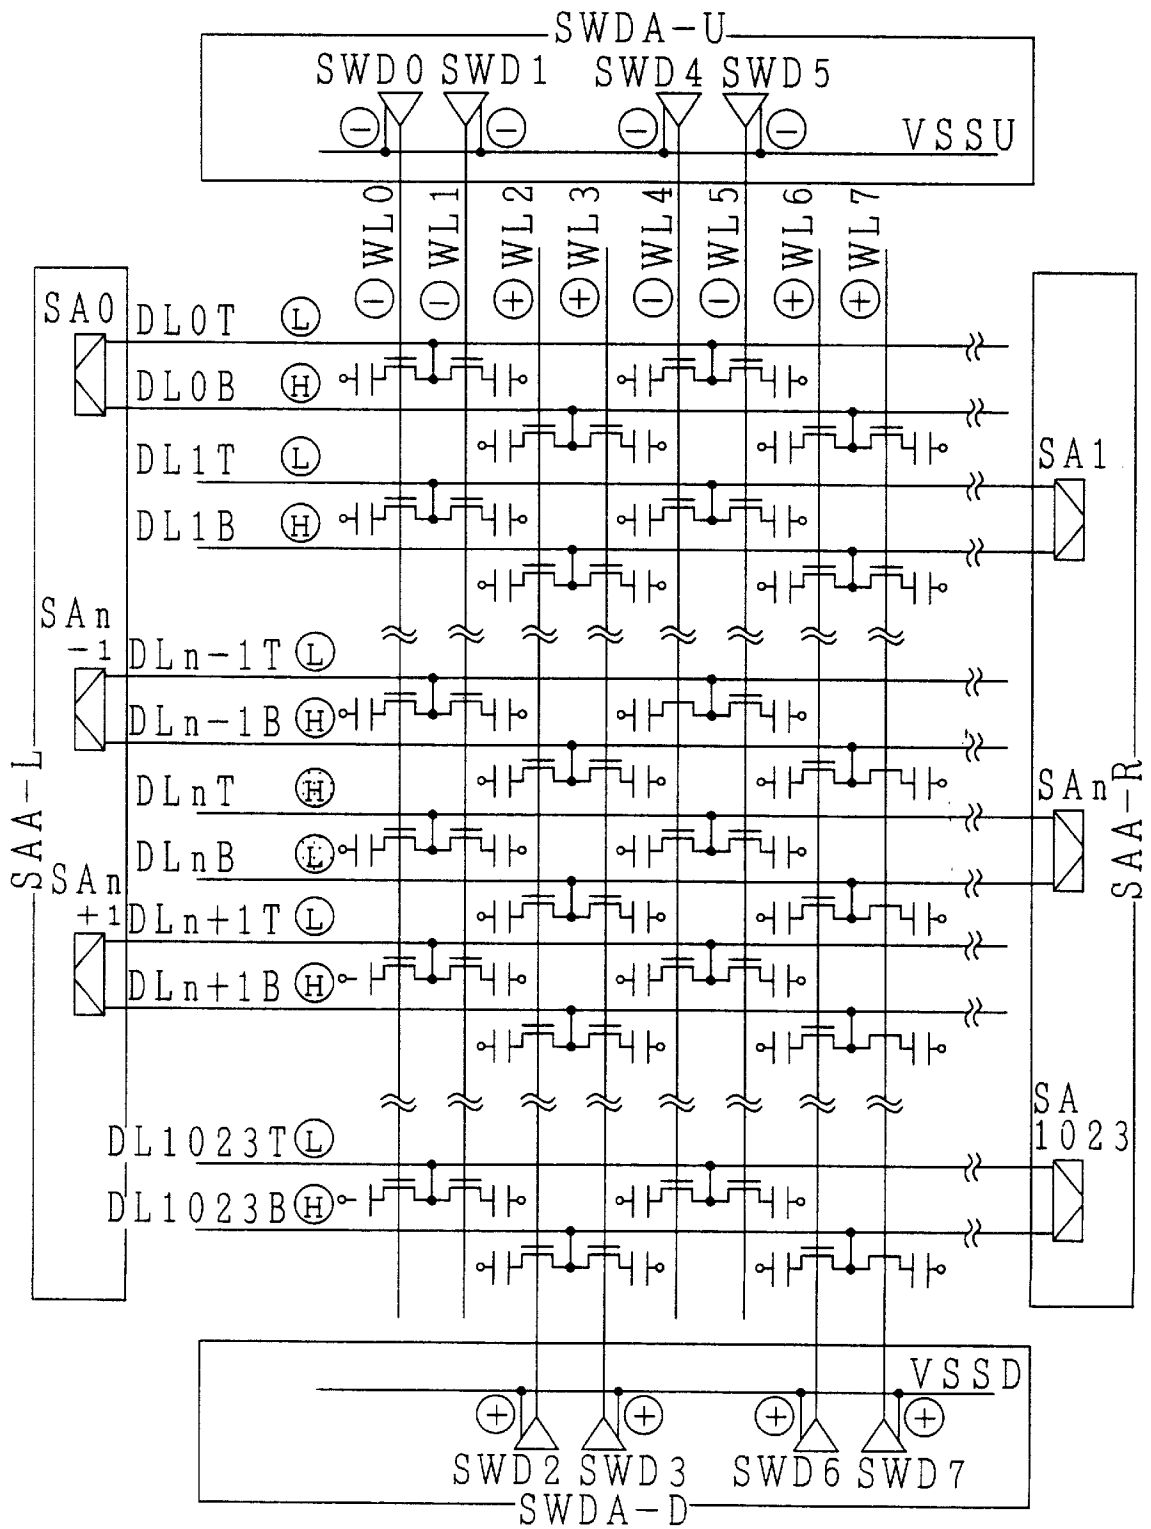 SWDA-U
SWD0 SWD1 SWD4 SWD5
− − − −
VSSU
WL0 WL1 WL2 WL3 WL4 WL5 WL6 WL7
− − + + − − + +
SA0
DL0T L
DL0B H
DL1T L
SA1
DL1B H
SAn
-1
DLn-1T L
DLn-1B H
SAA-L
DLnT H
SAn
SAA-R
DLnB L
SAn
+1
DLn+1T L
DLn+1B H
SA
1023
DL1023T L
DL1023B H
VSSD
+ + + +
SWD2 SWD3 SWD6 SWD7
SWDA-D